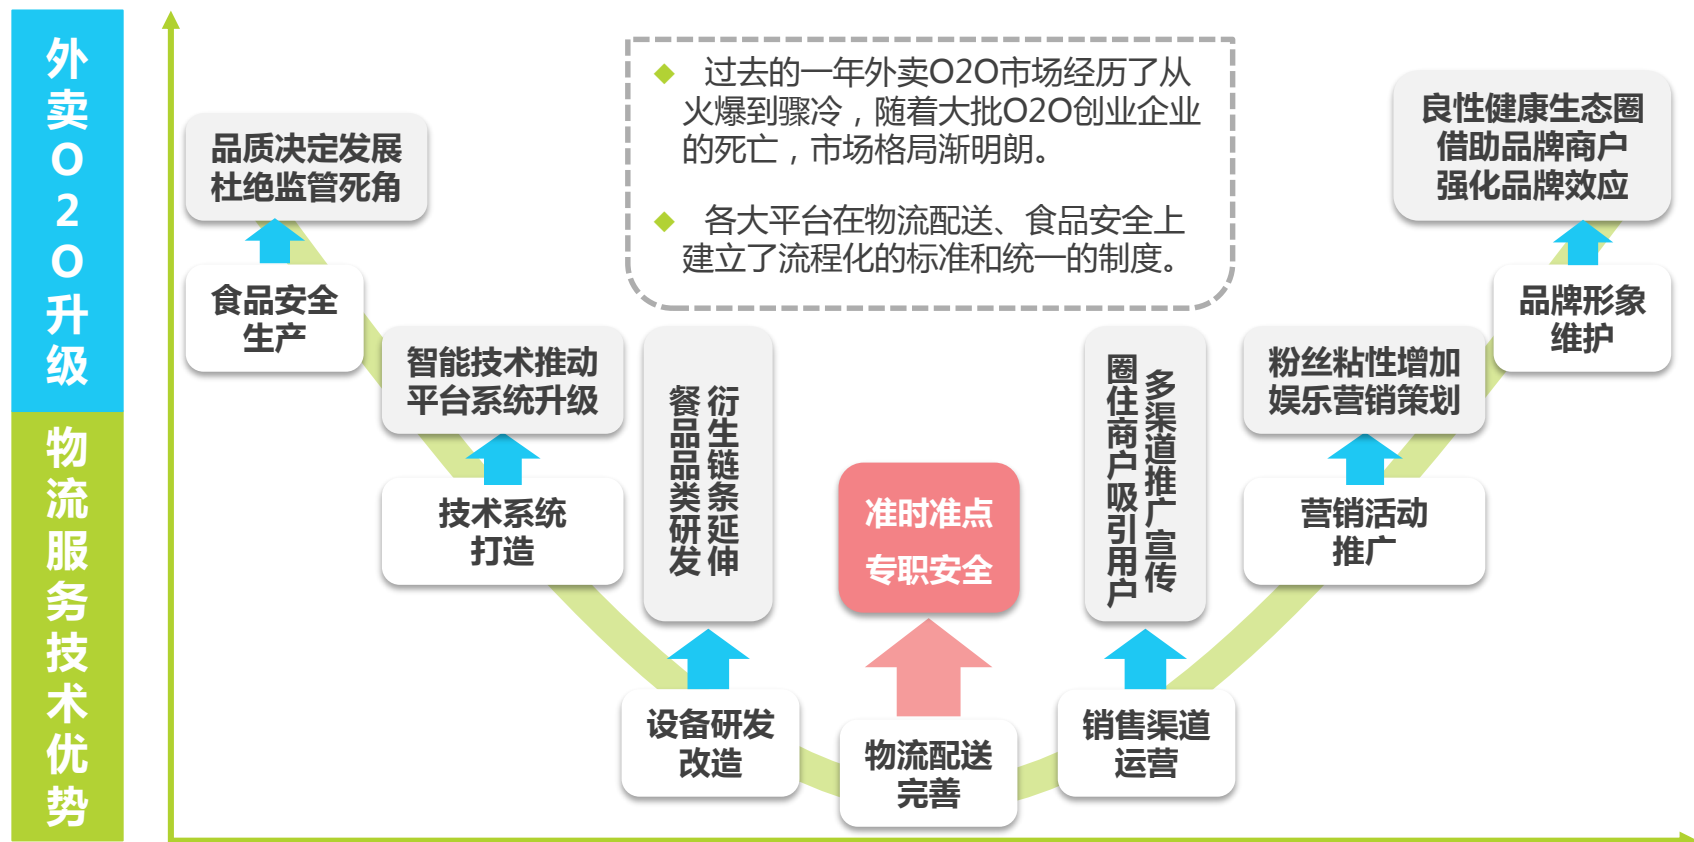 外卖O2O升级
物流服务技术优势
过去的一年外卖O2O市场经历了从
火爆到骤冷，随着大批O2O创业企业
的死亡，市场格局渐明朗。
各大平台在物流配送、食品安全上
建立了流程化的标准和统一的制度。
品质决定发展
杜绝监管死角
食品安全
生产
智能技术推动
平台系统升级
技术系统
打造
餐品品类研发
衍生链条延伸
设备研发
改造
准时准点
专职安全
物流配送
完善
圈住商户吸引用户
多渠道推广宣传
销售渠道
运营
粉丝粘性增加
娱乐营销策划
营销活动
推广
良性健康生态圈
借助品牌商户
强化品牌效应
品牌形象
维护